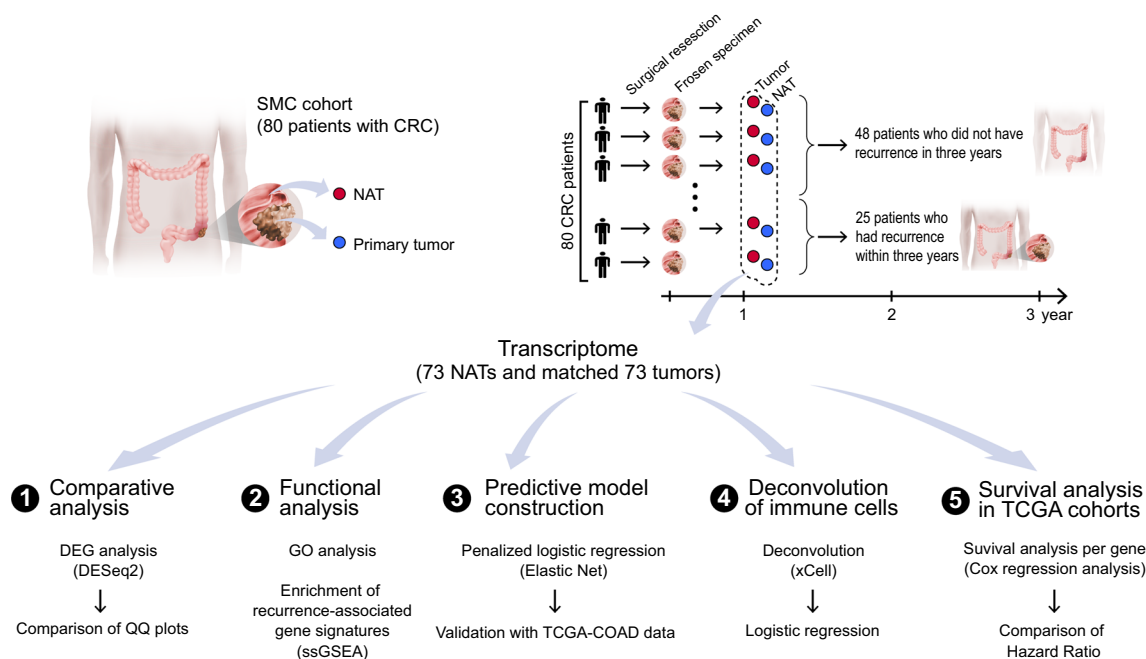 SMC cohort
(80 patients with CRC)
NAT
Primary tumor
Surgical resection
Frosen specimen
Tumor
NAT
80 CRC patients
48 patients who did not have
recurrence in three years
25 patients who
had recurrence
within three years
1
2
3 year
Transcriptome
(73 NATs and matched 73 tumors)
1 Comparative
analysis
DEG analysis
(DESeq2)
Comparison of QQ plots
2 Functional
analysis
GO analysis
Enrichment of
recurrence-associated
gene signatures
(ssGSEA)
3 Predictive model
construction
Penalized logistic regression
(Elastic Net)
Validation with TCGA-COAD data
4 Deconvolution
of immune cells
Deconvolution
(xCell)
Logistic regression
5 Survival analysis
in TCGA cohorts
Suvival analysis per gene
(Cox regression analysis)
Comparison of
Hazard Ratio